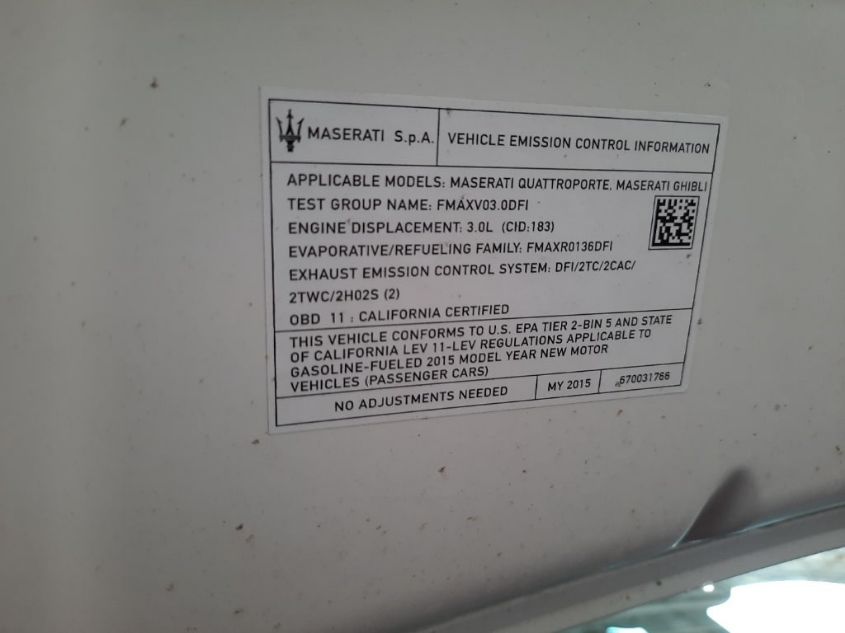 MASERATI S.p.A.
VEHICLE EMISSION CONTROL INFORMATION
APPLICABLE MODELS: MASERATI QUATTROPORTE, MASERATI GHIBLI
TEST GROUP NAME: FMAXV03.0DFI
ENGINE DISPLACEMENT: 3.0L (CID:183)
EVAPORATIVE/REFUELING FAMILY: FMAXR0136DFI
EXHAUST EMISSION CONTROL SYSTEM: DFI/2TC/2CAC/
2TWC/2HO2S (2)
OBD 11 : CALIFORNIA CERTIFIED
THIS VEHICLE CONFORMS TO U.S. EPA TIER 2-BIN 5 AND STATE
OF CALIFORNIA LEV 11-LEV REGULATIONS APPLICABLE TO
GASOLINE-FUELED 2015 MODEL YEAR NEW MOTOR
VEHICLES (PASSENGER CARS)
NO ADJUSTMENTS NEEDED
MY 2015
670031766